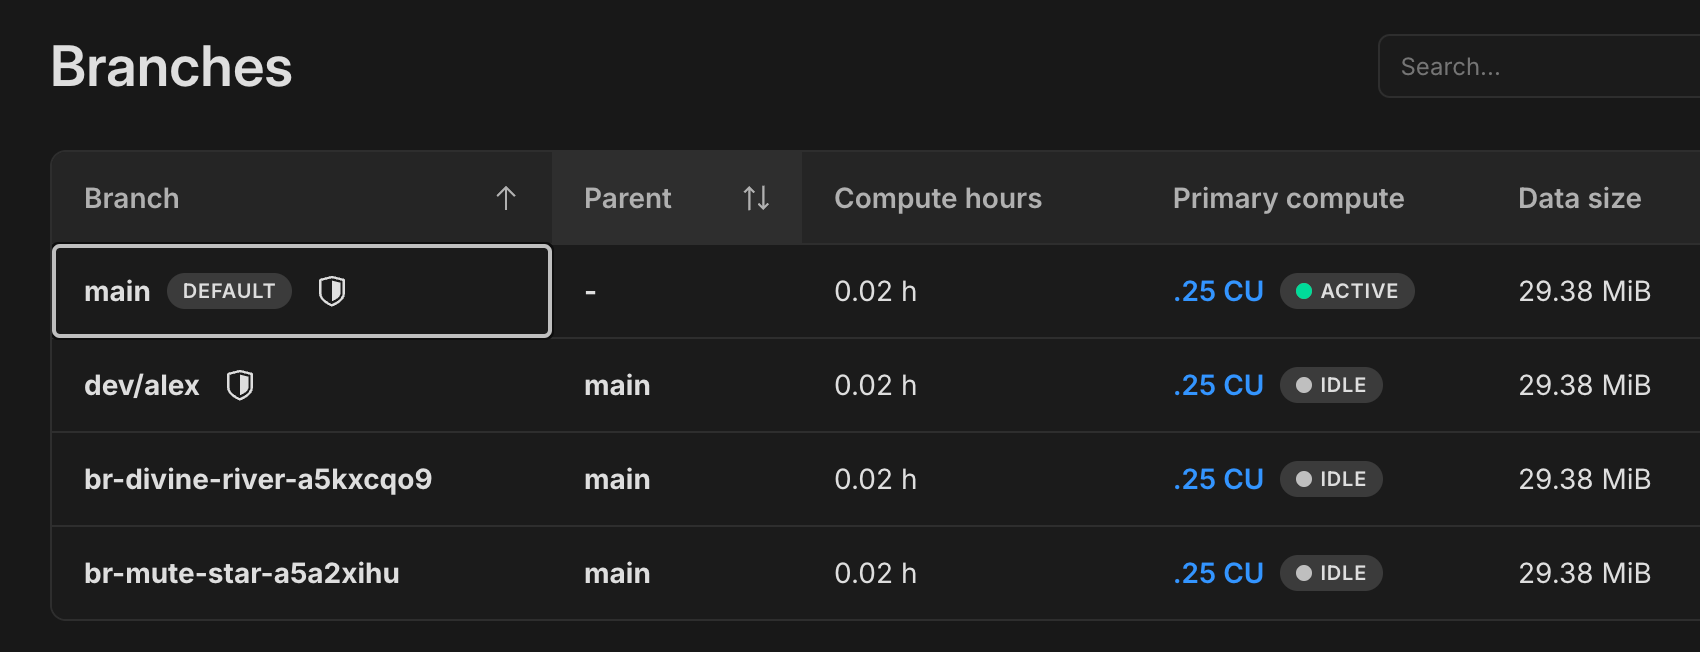 Branches
Search...
Branch Parent Compute hours Primary compute Data size
main DEFAULT - 0.02 h .25 CU ACTIVE 29.38 MiB
dev/alex main 0.02 h .25 CU IDLE 29.38 MiB
br-divine-river-a5kxcqo9 main 0.02 h .25 CU IDLE 29.38 MiB
br-mute-star-a5a2xihu main 0.02 h .25 CU IDLE 29.38 MiB